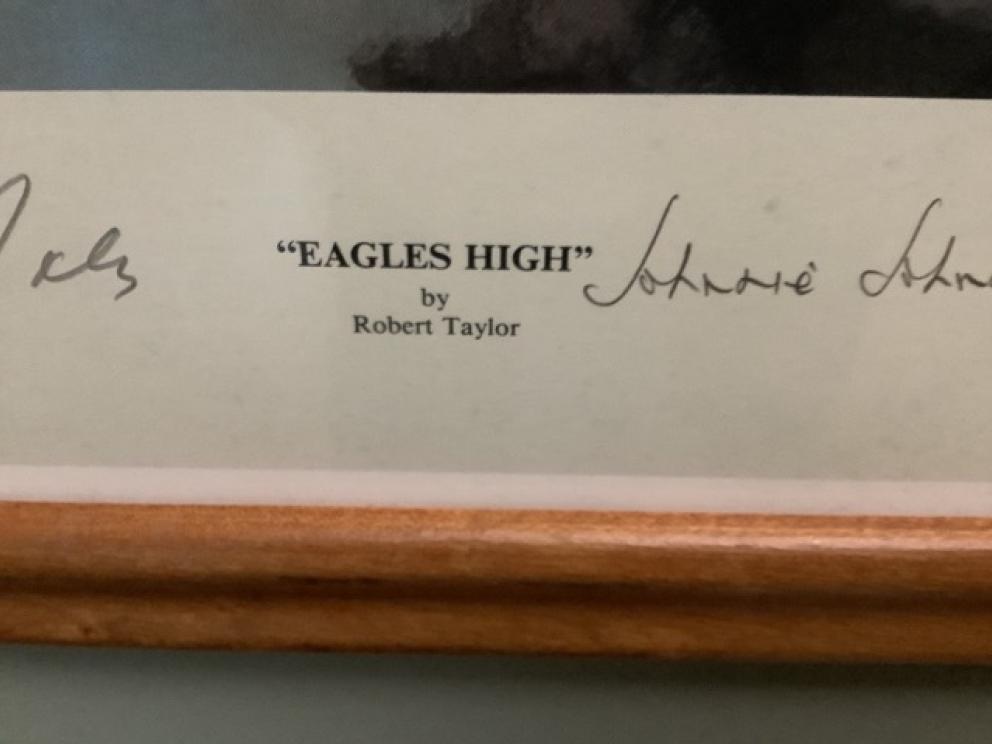 "EAGLES HIGH" Johnnie
by
Robert Taylor